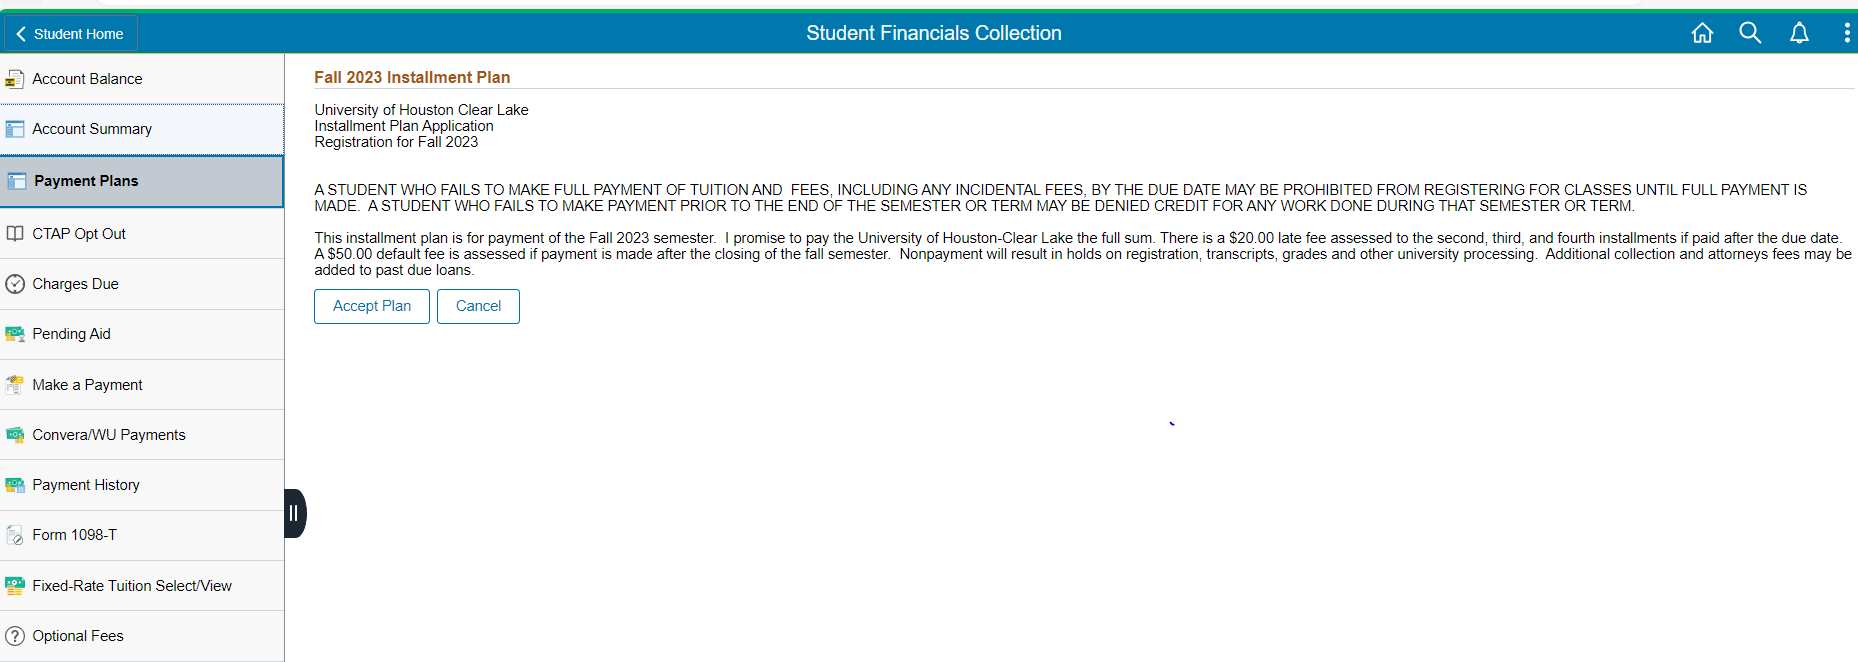 Student Home
Student Financials Collection
Account Balance
Account Summary
Payment Plans
CTAP Opt Out
Charges Due
Pending Aid
Make a Payment
Convera/WU Payments
Payment History
Form 1098-T
Fixed-Rate Tuition Select/View
Optional Fees
Fall 2023 Installment Plan
University of Houston Clear Lake
Installment Plan Application
Registration for Fall 2023
A STUDENT WHO FAILS TO MAKE FULL PAYMENT OF TUITION AND  FEES, INCLUDING ANY INCIDENTAL FEES, BY THE DUE DATE MAY BE PROHIBITED FROM REGISTERING FOR CLASSES UNTIL FULL PAYMENT IS
MADE.  A STUDENT WHO FAILS TO MAKE PAYMENT PRIOR TO THE END OF THE SEMESTER OR TERM MAY BE DENIED CREDIT FOR ANY WORK DONE DURING THAT SEMESTER OR TERM.
This installment plan is for payment of the Fall 2023 semester.  I promise to pay the University of Houston-Clear Lake the full sum. There is a $20.00 late fee assessed to the second, third, and fourth installments if paid after the due date.
A $50.00 default fee is assessed if payment is made after the closing of the fall semester.  Nonpayment will result in holds on registration, transcripts, grades and other university processing.  Additional collection and attorneys fees may be
added to past due loans.
Accept Plan
Cancel